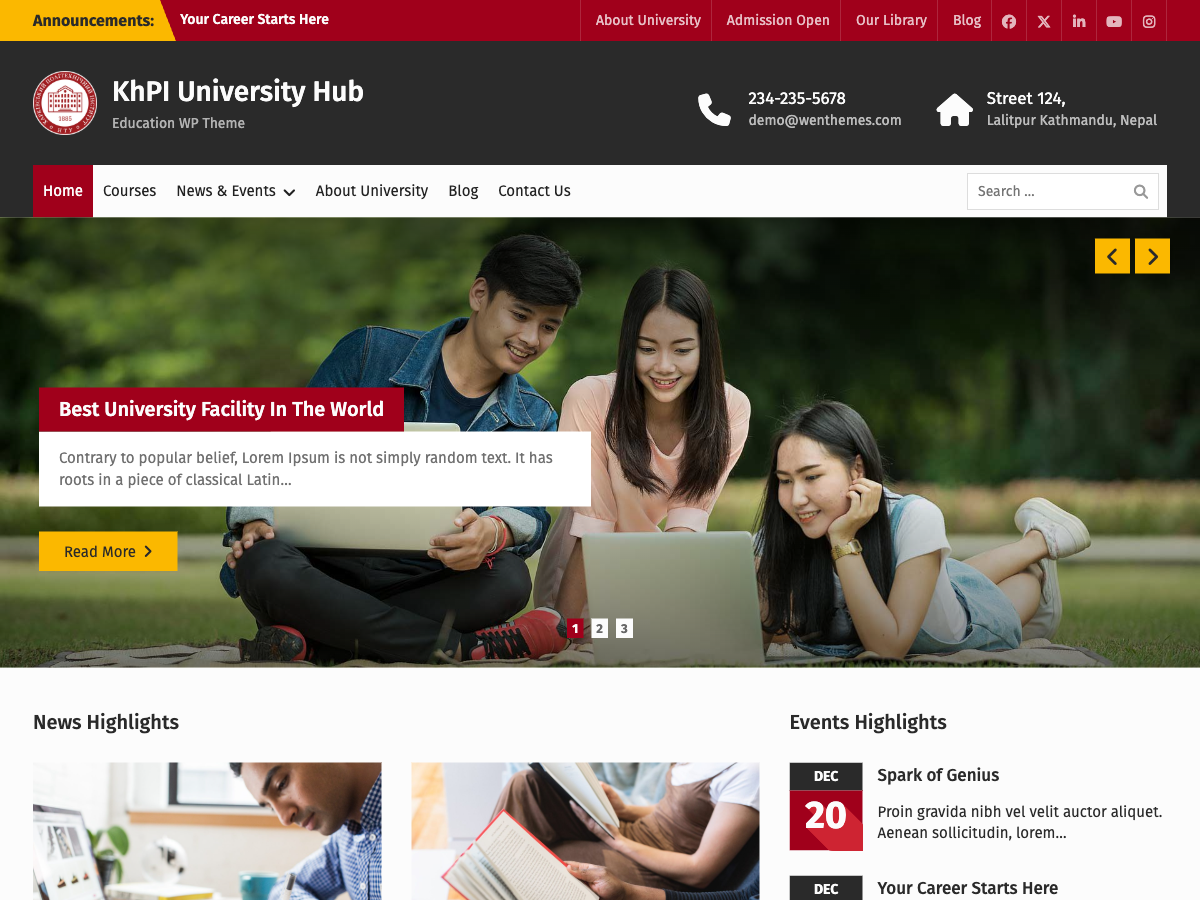 Announcements:
Your Career Starts Here
About University
Admission Open
Our Library
Blog
KhPI University Hub
Education WP Theme
1885
234-235-5678
demo@wenthemes.com
Street 124,
Lalitpur Kathmandu, Nepal
Home
Courses
News & Events
About University
Blog
Contact Us
Search …
Best University Facility In The World
Contrary to popular belief, Lorem Ipsum is not simply random text. It has
roots in a piece of classical Latin...
Read More
1
2
3
News Highlights
Events Highlights
DEC
20
Spark of Genius
Proin gravida nibh vel velit auctor aliquet.
Aenean sollicitudin, lorem...
DEC
Your Career Starts Here